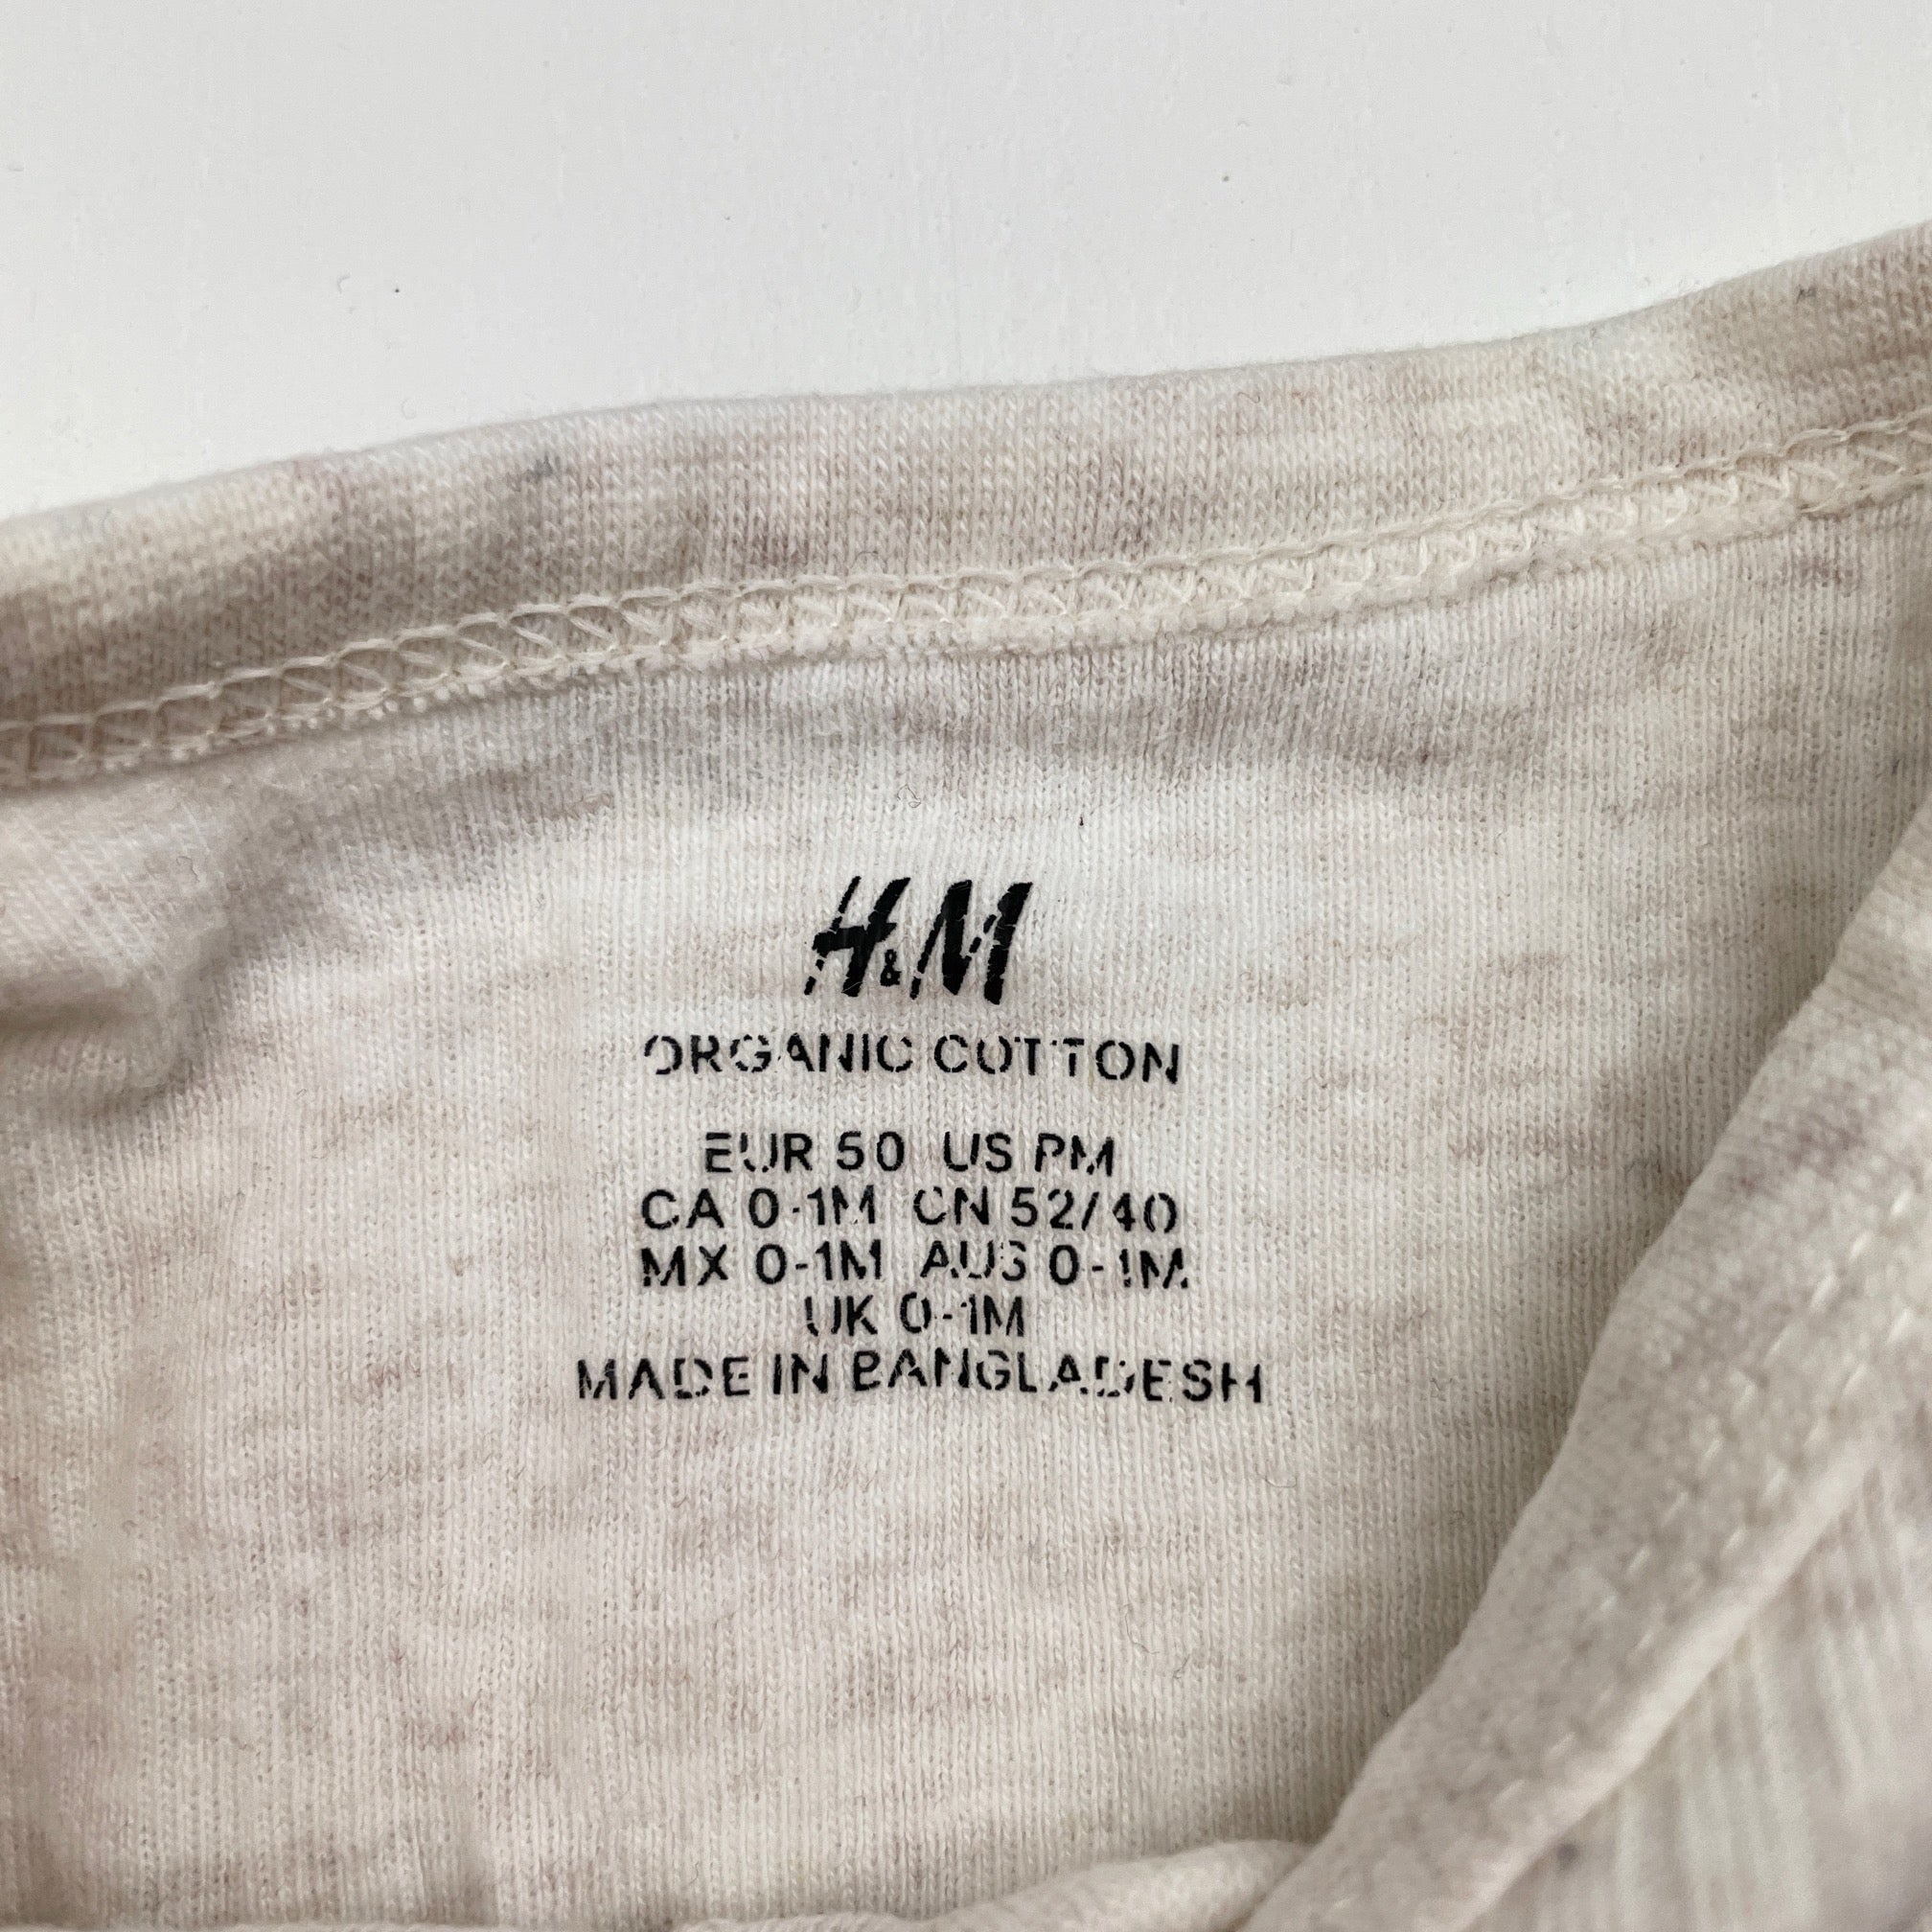 H&M
ORGANIC COTTON
EUR 50 US PM
CA 0-1M CN 52/40
MX 0-1M AUS 0-1M
UK 0-1M
MADE IN BANGLADESH